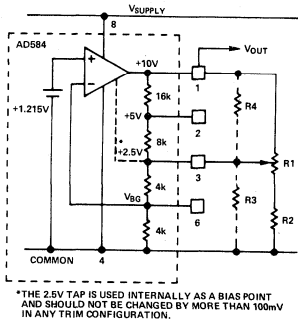 VSUPPLY
8
AD584
VOUT
+10V
1
+
-
16k
R4
+1.215V
+5V
2
8k
*
+2.5V
3
R1
4k
R3
VBG
6
R2
4k
COMMON
4
*THE 2.5V TAP IS USED INTERNALLY AS A BIAS POINT
AND SHOULD NOT BE CHANGED BY MORE THAN 100mV
IN ANY TRIM CONFIGURATION.